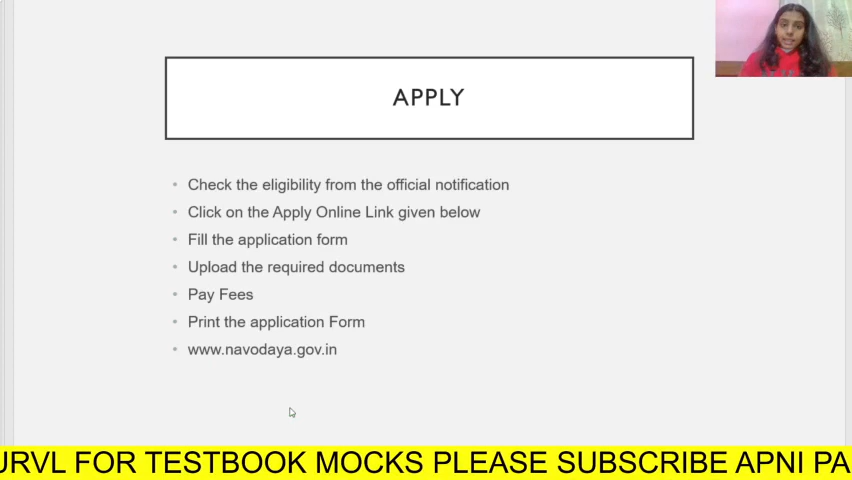 APPLY
Check the eligibility from the official notification
Click on the Apply Online Link given below
Fill the application form
Upload the required documents
Pay Fees
Print the application Form
www.navodaya.gov.in
URVL FOR TESTBOOK MOCKS PLEASE SUBSCRIBE APNI PA